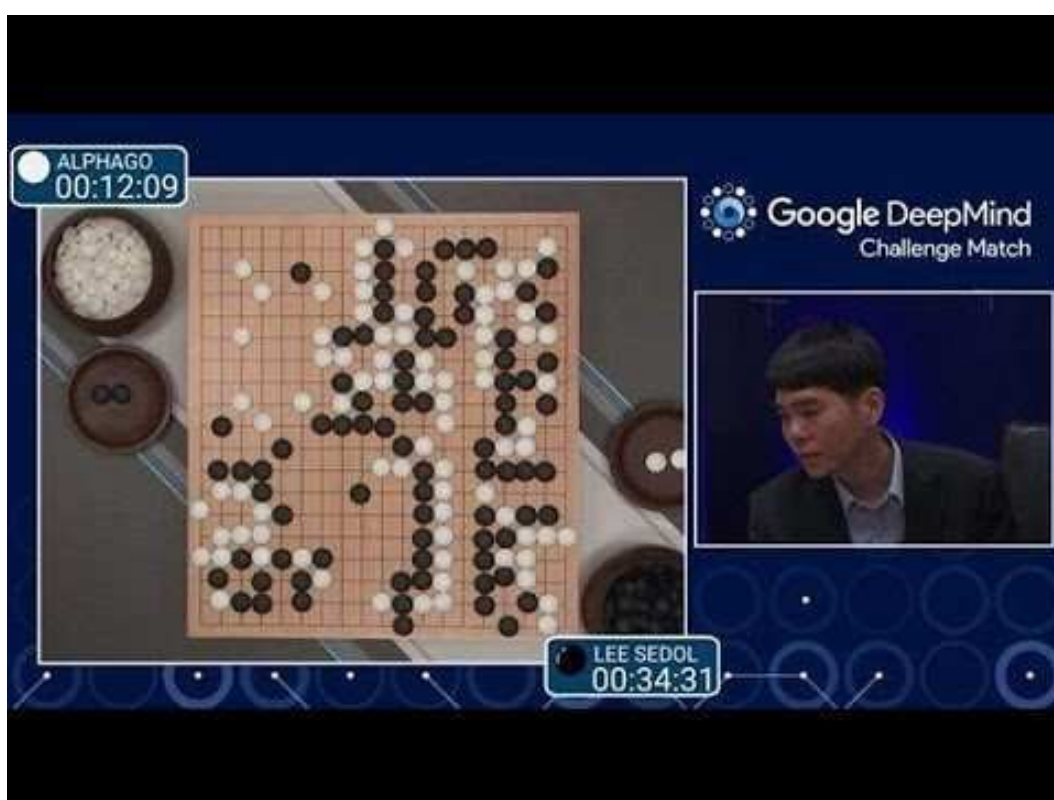 ALPHAGO
00:12:09
Google DeepMind
Challenge Match
LEE SEDOL
00:34:31